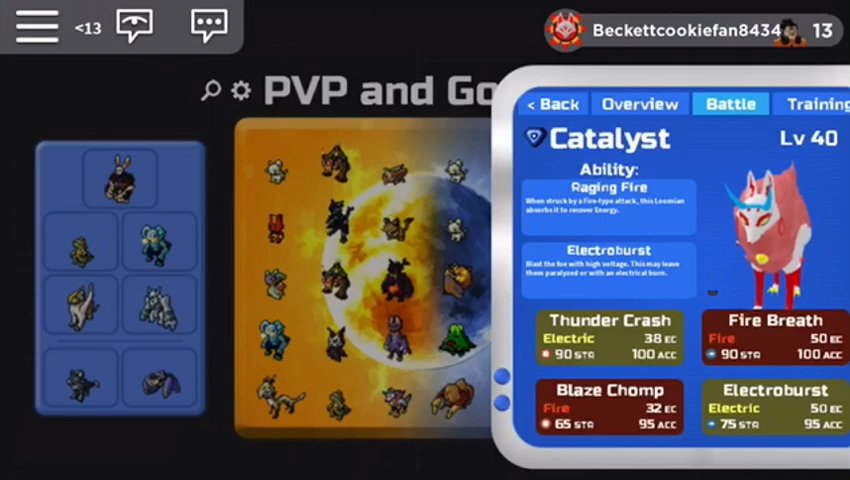 <13
Beckettcookiefan8434
13
PVP and Go
< Back
Overview
Battle
Training
Catalyst
Lv 40
Ability:
Raging Fire
When struck by a Fire-type attack, this Loomian
absorbs it to recover Energy.
Electroburst
Blast the foe with high voltage. This may leave
them paralyzed or with an electrical burn.
Thunder Crash
Electric 38 EC
90 STR 100 ACC
Fire Breath
Fire 50 EC
90 STR 100 ACC
Blaze Chomp
Fire 32 EC
65 STR 95 ACC
Electroburst
Electric 50 EC
75 STR 95 ACC